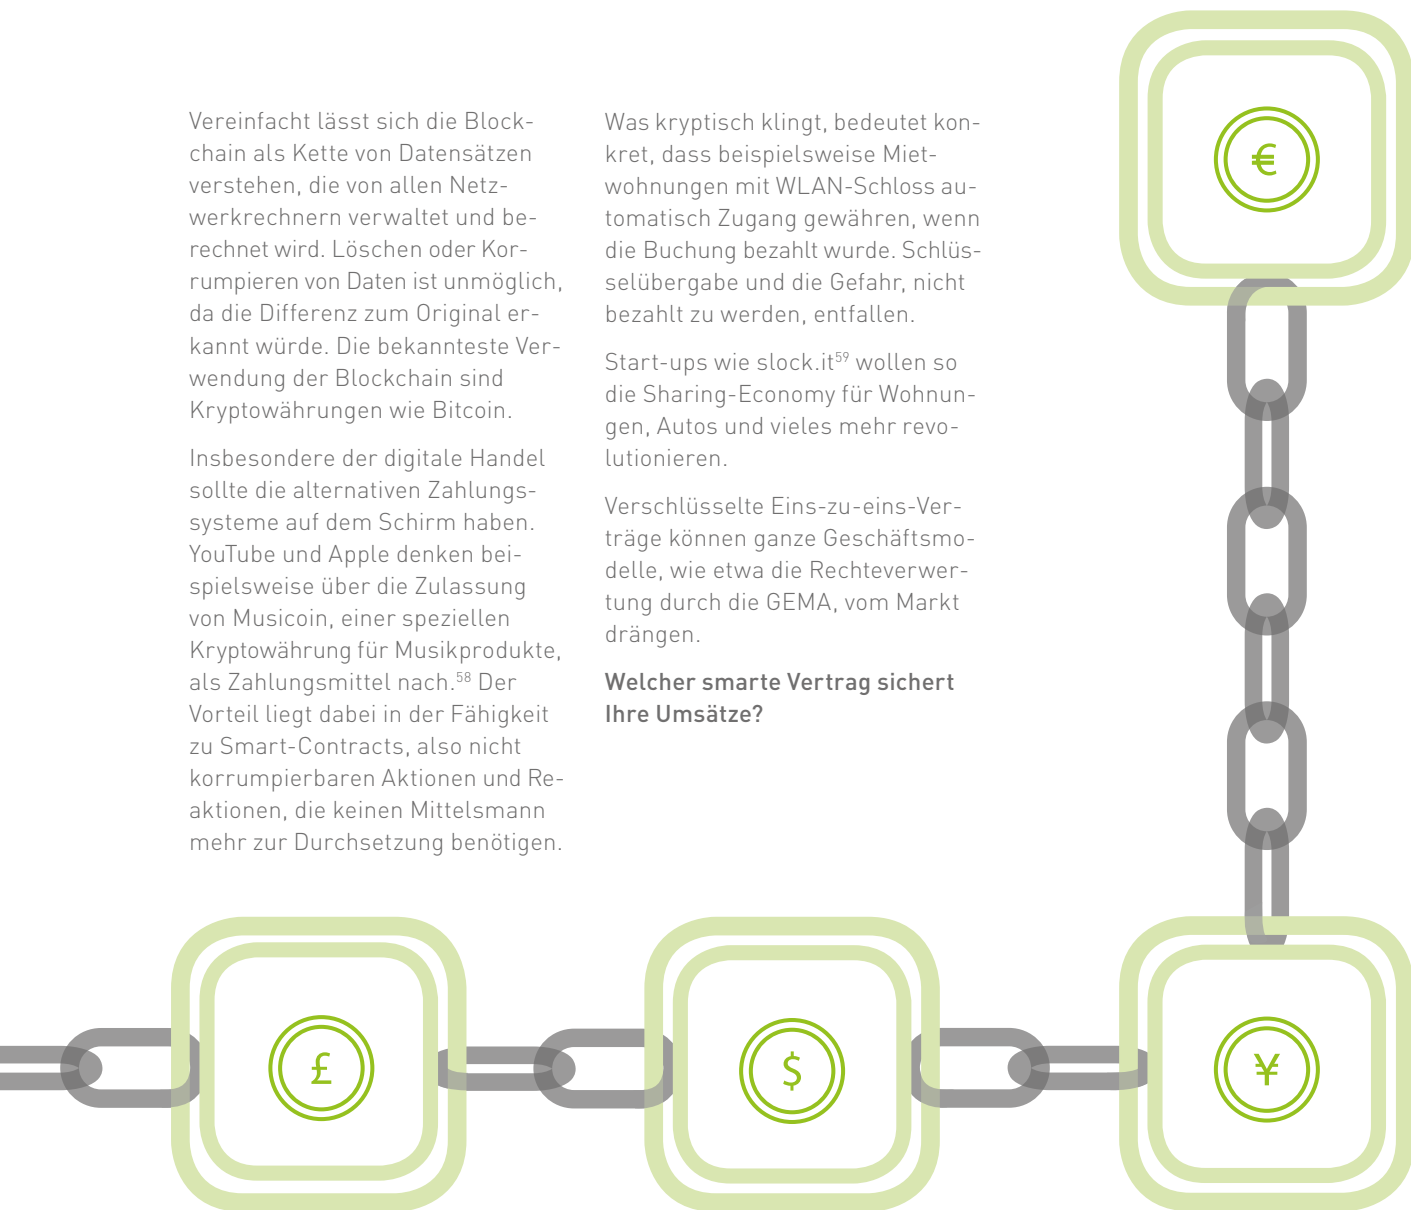 Vereinfacht lässt sich die Block-
chain als Kette von Datensätzen
verstehen, die von allen Netz-
werkrechnern verwaltet und be-
rechnet wird. Löschen oder Kor-
rumpieren von Daten ist unmöglich,
da die Differenz zum Original er-
kannt würde. Die bekannteste Ver-
wendung der Blockchain sind
Kryptowährungen wie Bitcoin.
Insbesondere der digitale Handel
sollte die alternativen Zahlungs-
systeme auf dem Schirm haben.
YouTube und Apple denken bei-
spielsweise über die Zulassung
von Musicoin, einer speziellen
Kryptowährung für Musikprodukte,
als Zahlungsmittel nach.58 Der
Vorteil liegt dabei in der Fähigkeit
zu Smart-Contracts, also nicht
korrumpierbaren Aktionen und Re-
aktionen, die keinen Mittelsmann
mehr zur Durchsetzung benötigen.
Was kryptisch klingt, bedeutet kon-
kret, dass beispielsweise Miet-
wohnungen mit WLAN-Schloss au-
tomatisch Zugang gewähren, wenn
die Buchung bezahlt wurde. Schlüs-
selübergabe und die Gefahr, nicht
bezahlt zu werden, entfallen.
Start-ups wie slock.it59 wollen so
die Sharing-Economy für Wohnun-
gen, Autos und vieles mehr revo-
lutionieren.
Verschlüsselte Eins-zu-eins-Ver-
träge können ganze Geschäftsmo-
delle, wie etwa die Rechteverwer-
tung durch die GEMA, vom Markt
drängen.
Welcher smarte Vertrag sichert
Ihre Umsätze?
€
£
$
¥